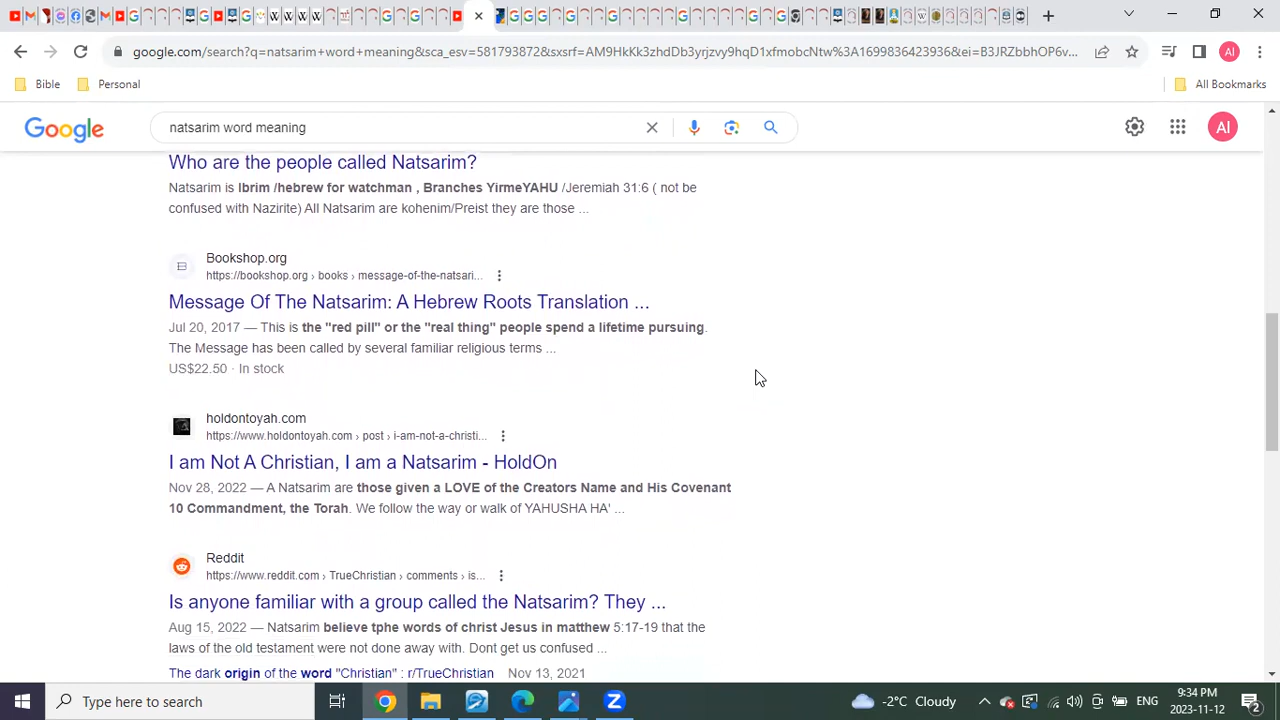 google.com/search?q=natsarim+word+meaning&sca_esv=581793872&sxsrf=AM9HkKk3zhdDb3yrjzvy9hqD1xfmobcNtw%3A1699836423936&ei=B3JRZbbhOP6v...
Bible
Personal
All Bookmarks
Google
natsarim word meaning
AI
AI
Who are the people called Natsarim?
Natsarim is Ibrim /hebrew for watchman , Branches YirmeYAHU /Jeremiah 31:6 ( not be
confused with Nazirite) All Natsarim are kohenim/Preist they are those ...
Bookshop.org
https://bookshop.org › books › message-of-the-natsari...
Message Of The Natsarim: A Hebrew Roots Translation ...
Jul 20, 2017 — This is the "red pill" or the "real thing" people spend a lifetime pursuing.
The Message has been called by several familiar religious terms ...
US$22.50 · In stock
holdontoyah.com
https://www.holdontoyah.com › post › i-am-not-a-christi...
I am Not A Christian, I am a Natsarim - HoldOn
Nov 28, 2022 — A Natsarim are those given a LOVE of the Creators Name and His Covenant
10 Commandment, the Torah. We follow the way or walk of YAHUSHA HA' ...
Reddit
https://www.reddit.com › TrueChristian › comments › is...
Is anyone familiar with a group called the Natsarim? They ...
Aug 15, 2022 — Natsarim believe tphe words of christ Jesus in matthew 5:17-19 that the
laws of the old testament were not done away with. Dont get us confused ...
The dark origin of the word "Christian" : r/TrueChristian Nov 13, 2021
Type here to search
-2°C Cloudy
ENG
9:34 PM
2023-11-12
2